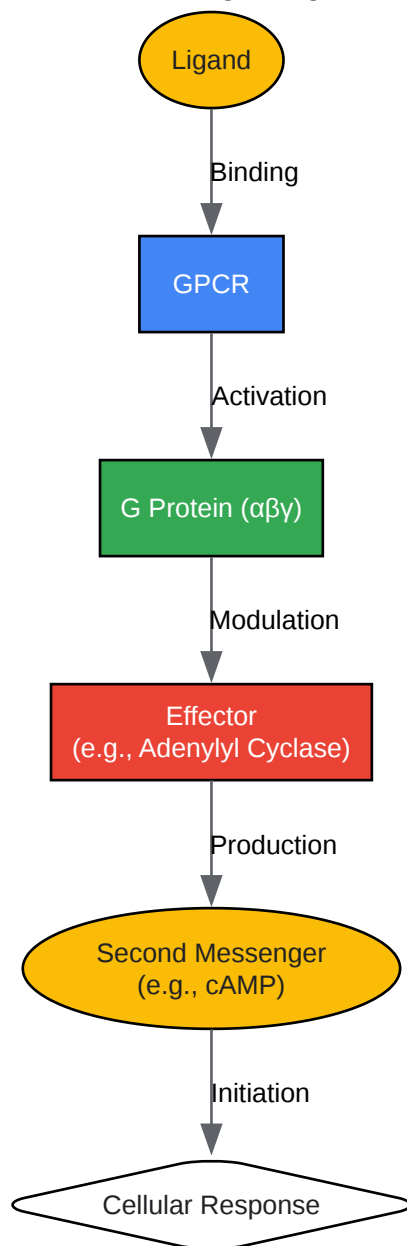 Ligand
Binding
GPCR
Activation
G Protein (αβγ)
Modulation
Effector
(e.g., Adenylyl Cyclase)
Production
Second Messenger
(e.g., cAMP)
Initiation
Cellular Response